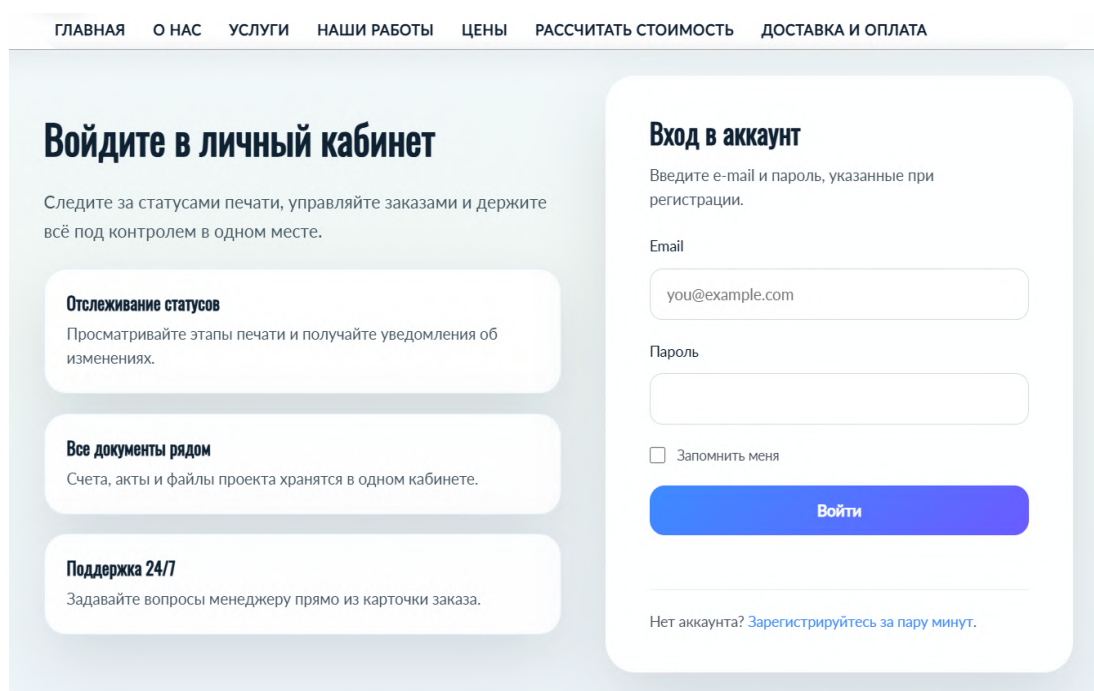 ГЛАВНАЯ О НАС УСЛУГИ НАШИ РАБОТЫ ЦЕНЫ РАССЧИТАТЬ СТОИМОСТЬ ДОСТАВКА И ОПЛАТА
Войдите в личный кабинет
Следите за статусами печати, управляйте заказами и держите
всё под контролем в одном месте.
Отслеживание статусов
Просматривайте этапы печати и получайте уведомления об
изменениях.
Все документы рядом
Счета, акты и файлы проекта хранятся в одном кабинете.
Поддержка 24/7
Задавайте вопросы менеджеру прямо из карточки заказа.
Вход в аккаунт
Введите e-mail и пароль, указанные при
регистрации.
Email
you@example.com
Пароль
Запомнить меня
Войти
Нет аккаунта? Зарегистрируйтесь за пару минут.